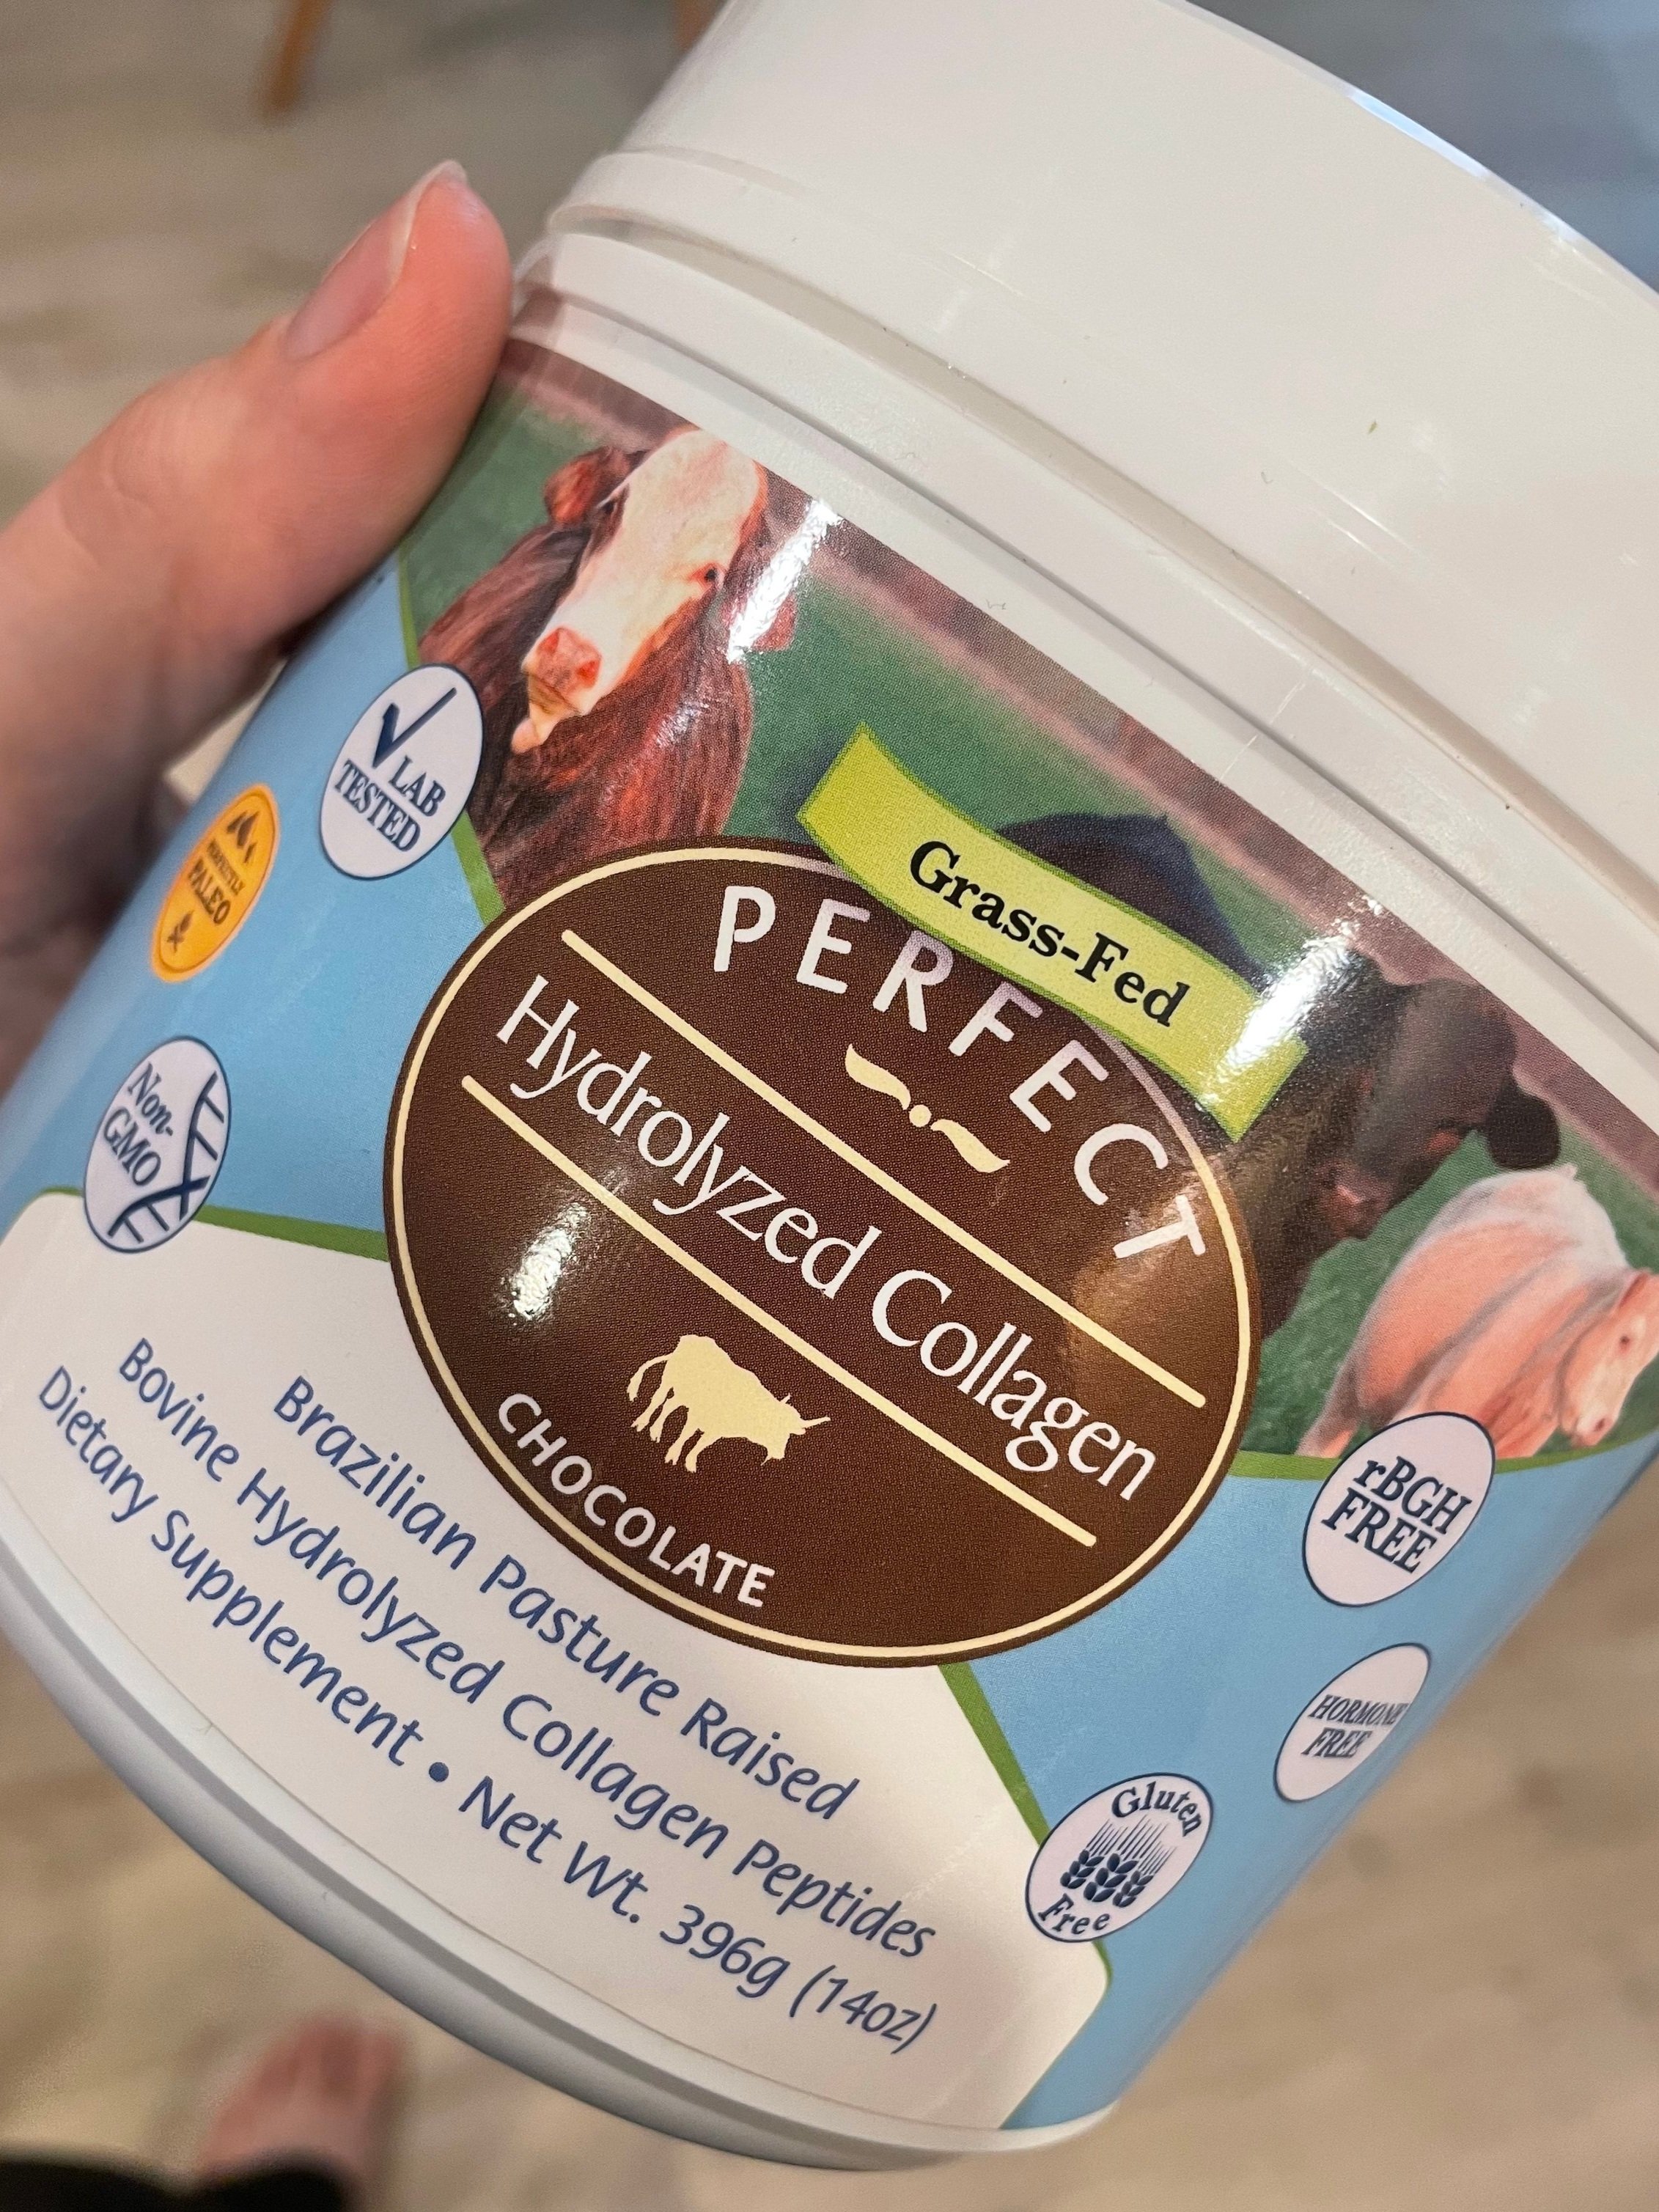 Grass-Fed
PERFECT
Hydrolyzed Collagen
CHOCOLATE
LAB
TESTED
PERFECTLY
PALEO
Non-
GMO
rBGH
FREE
HORMONE
FREE
Gluten
Free
Brazilian Pasture Raised
Bovine Hydrolyzed Collagen Peptides
Dietary Supplement • Net Wt. 396g (14oz)